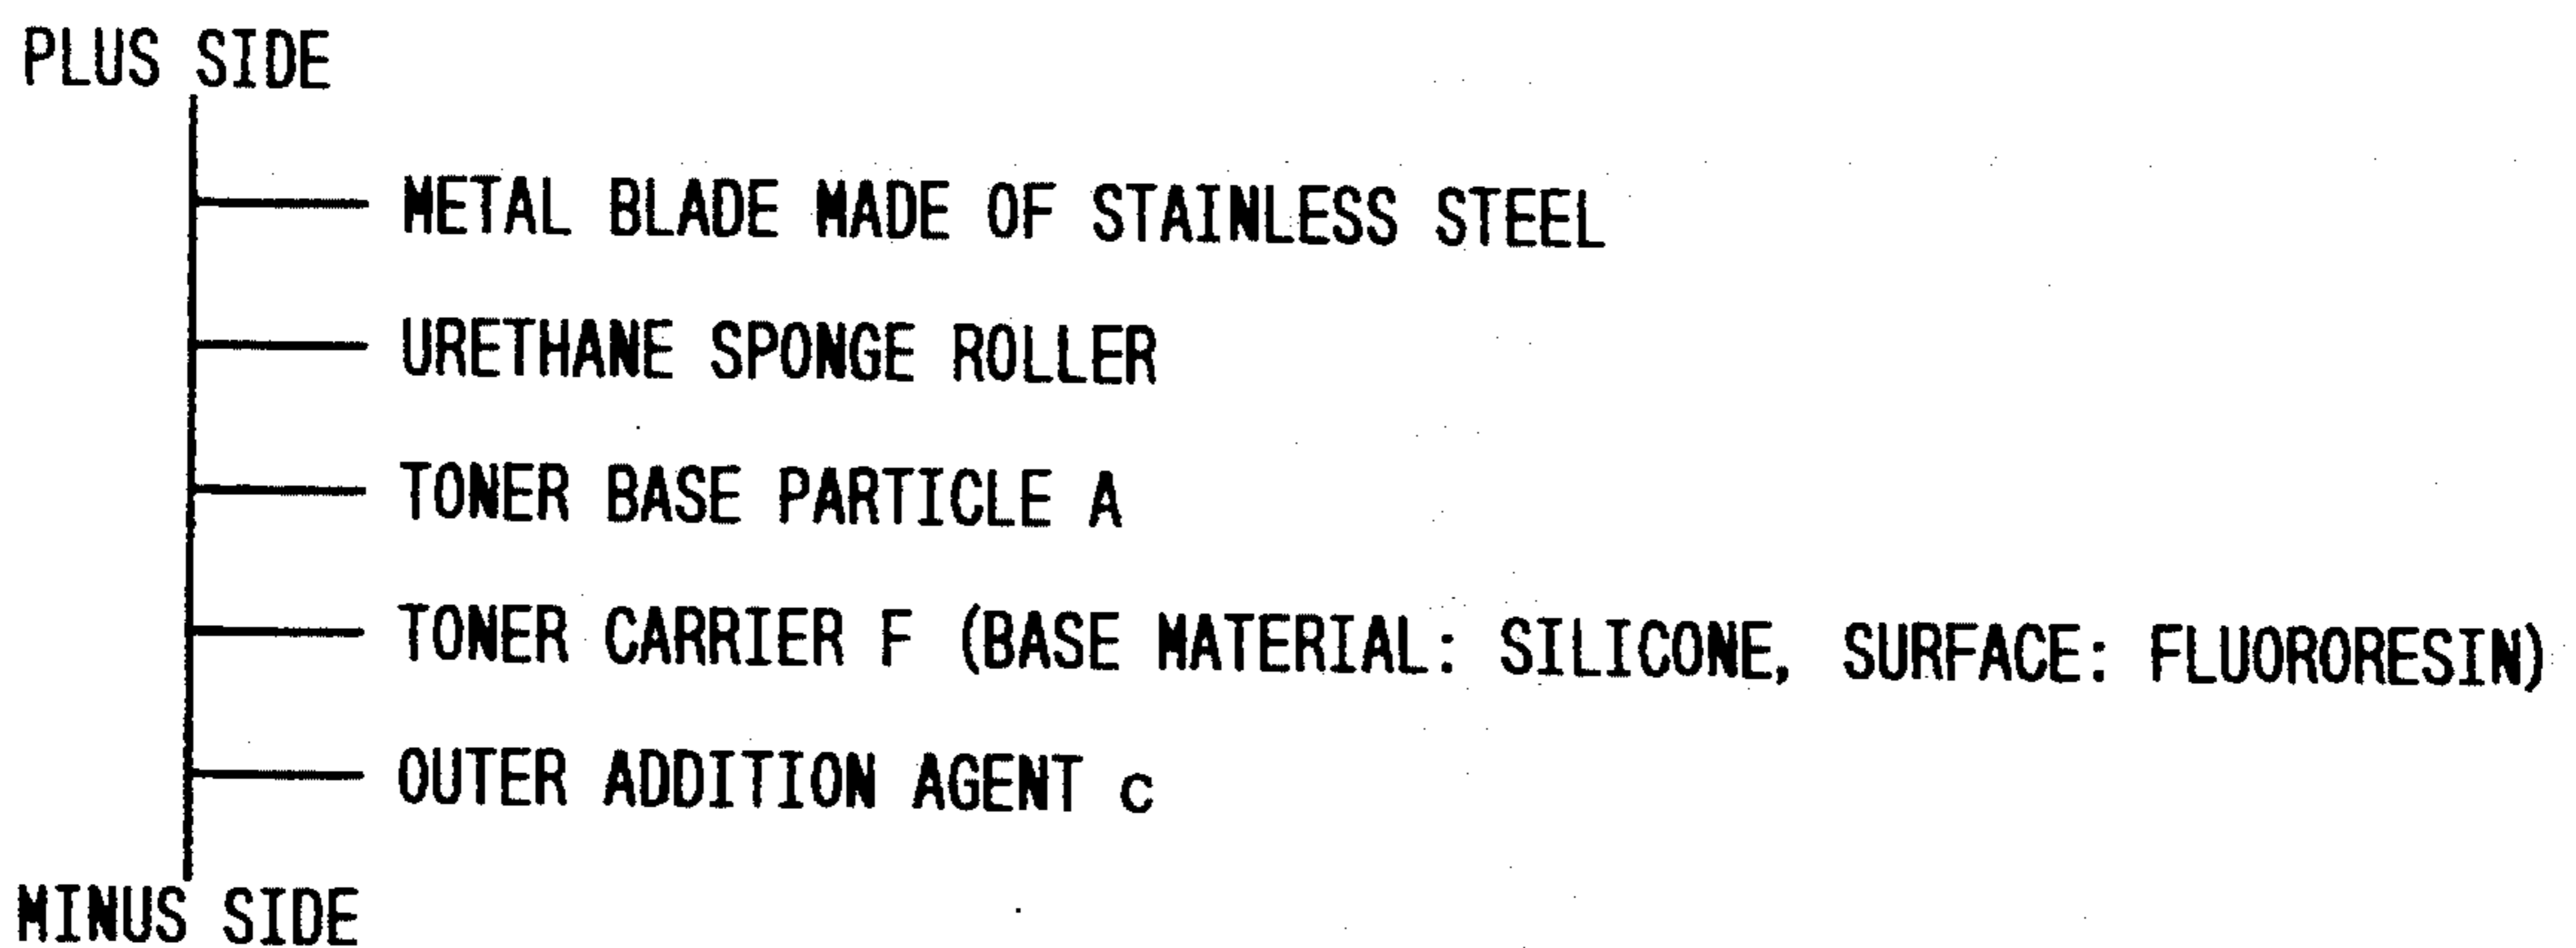 PLUS SIDE
METAL BLADE MADE OF STAINLESS STEEL
URETHANE SPONGE ROLLER
TONER BASE PARTICLE A
TONER CARRIER F (BASE MATERIAL: SILICONE, SURFACE: FLUORORESIN)
OUTER ADDITION AGENT c
MINUS SIDE